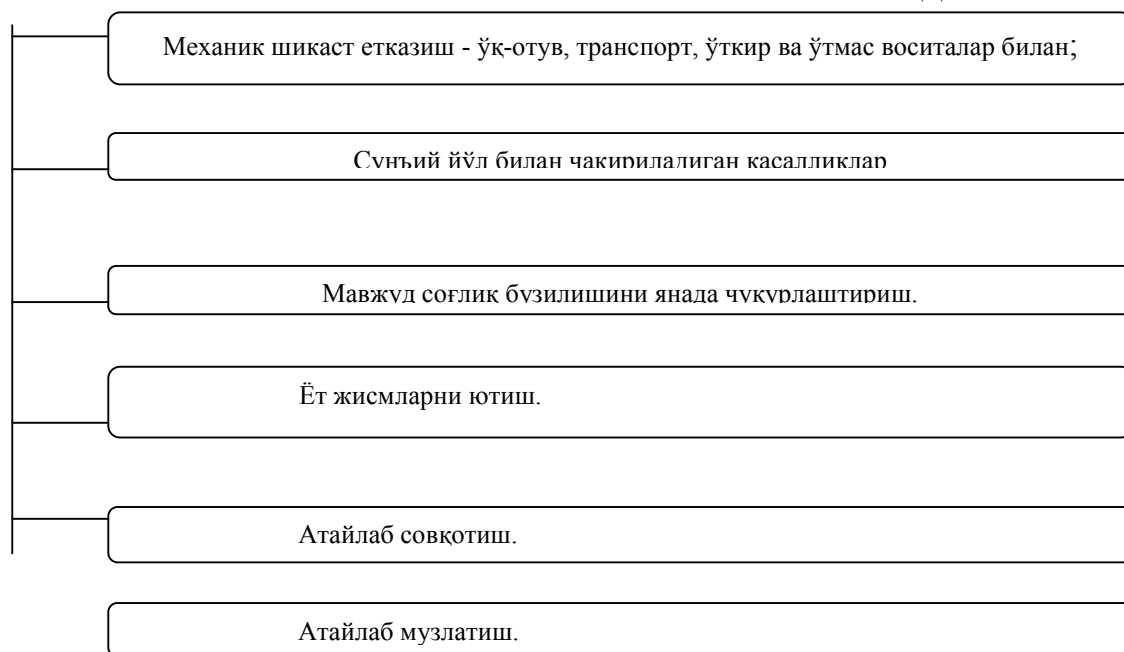 Механик шикаст етказиш - ўқ-отув, транспорт, ўткир ва ўтмас воситалар билан;
Сунъий йўл билан чақириладиган касалликлар
Мавжуд соғлиқ бузилишини янада чуқурлаштириш.
Ёт жисмларни ютиш.
Атайлаб совқотиш.
Атайлаб музлатиш.